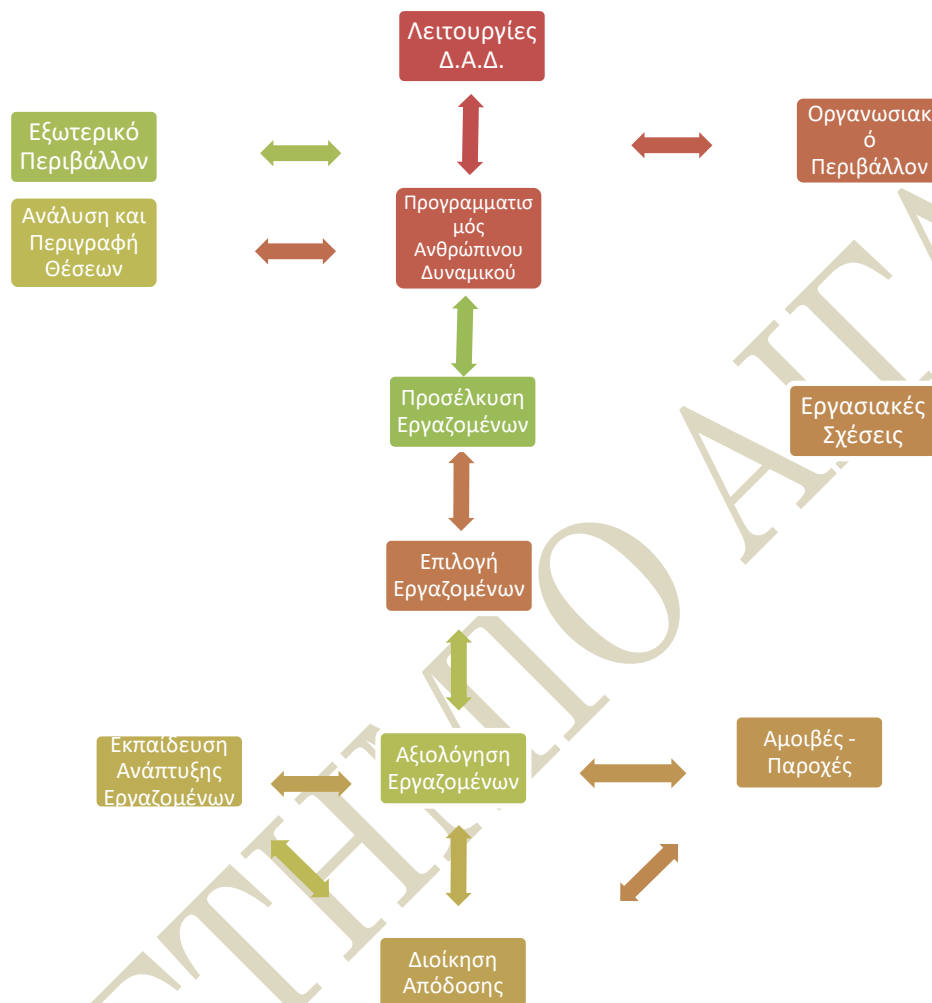 Λειτουργίες
Δ.Α.Δ.
Εξωτερικό
Περιβάλλον
Οργανωσιακ
ό
Περιβάλλον
Ανάλυση και
Περιγραφή
Θέσεων
Προγραμματισ
μός
Ανθρώπινου
Δυναμικού
Προσέλκυση
Εργαζομένων
Εργασιακές
Σχέσεις
Επιλογή
Εργαζομένων
Εκπαίδευση
Ανάπτυξης
Εργαζομένων
Αξιολόγηση
Εργαζομένων
Αμοιβές -
Παροχές
Διοίκηση
Απόδοσης